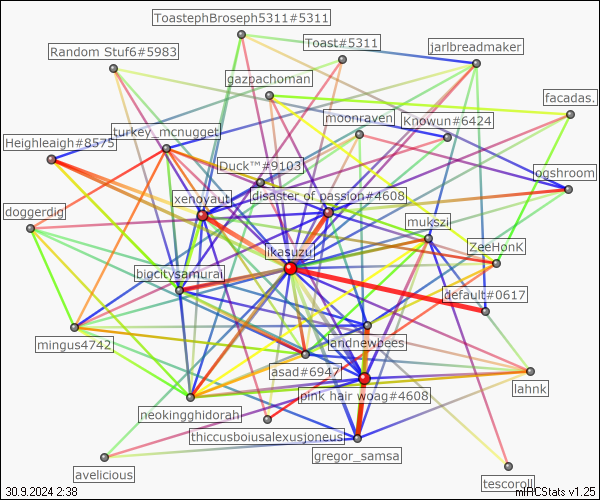 ToastephBroseph5311#5311
Toast#5311
jarlbreadmaker
Random Stuf6#5983
gazpachoman
facadas.
moonraven
Knowun#6424
turkey_mcnugget
Heighleaigh#8575
Duck™#9103
ogshroom
xenoyaut
disaster of passion#4608
doggerdig
mukszi
ikasuzu
ZeeHonK
bigcitysamurai
default#0617
mingus4742
andnewbees
asad#6947
lahnk
pink hair woag#4608
neokingghidorah
thiccusboiusalexusjoneus
gregor_samsa
avelicious
tescoroll
30.9.2024 2:38
mIRCStats v1.25